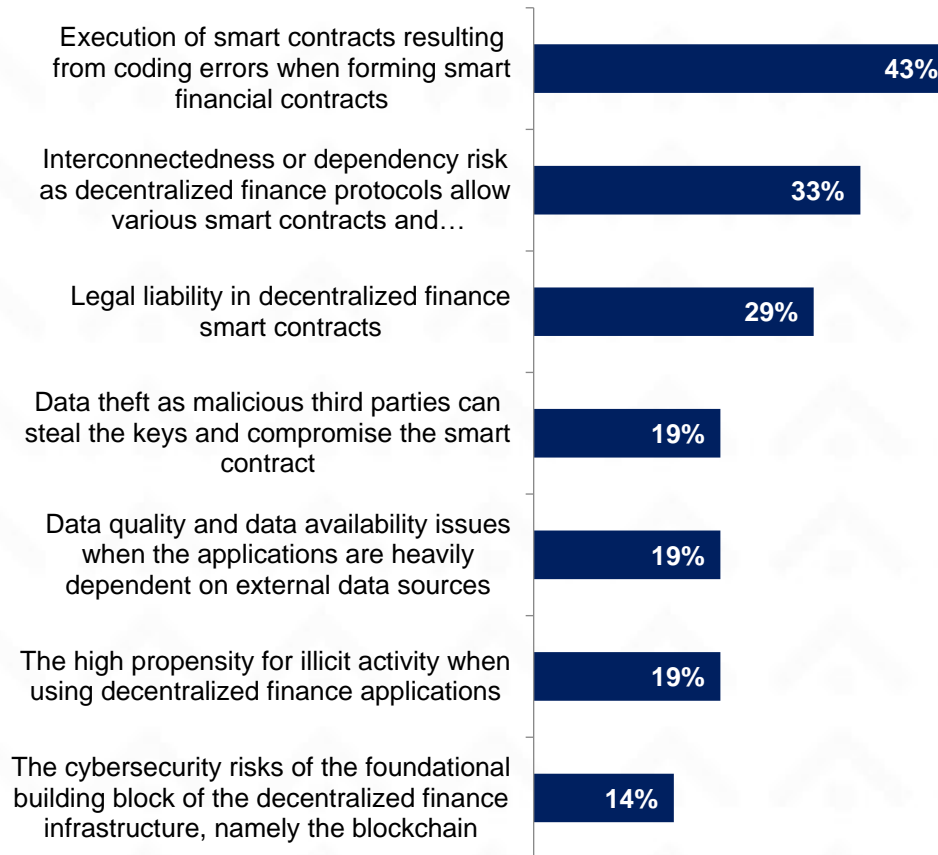 Execution of smart contracts resulting
from coding errors when forming smart
financial contracts
43%
Interconnectedness or dependency risk
as decentralized finance protocols allow
various smart contracts and…
33%
Legal liability in decentralized finance
smart contracts
29%
Data theft as malicious third parties can
steal the keys and compromise the smart
contract
19%
Data quality and data availability issues
when the applications are heavily
dependent on external data sources
19%
The high propensity for illicit activity when
using decentralized finance applications
19%
The cybersecurity risks of the foundational
building block of the decentralized finance
infrastructure, namely the blockchain
14%